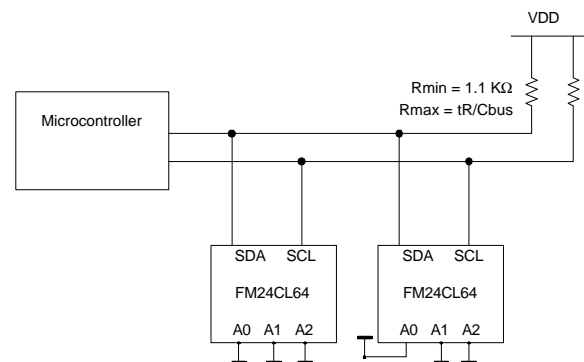 VDD
Rmin = 1.1 KΩ
Rmax = tR/Cbus
Microcontroller
SDA SCL
FM24CL64
A0 A1 A2
SDA SCL
FM24CL64
A0 A1 A2